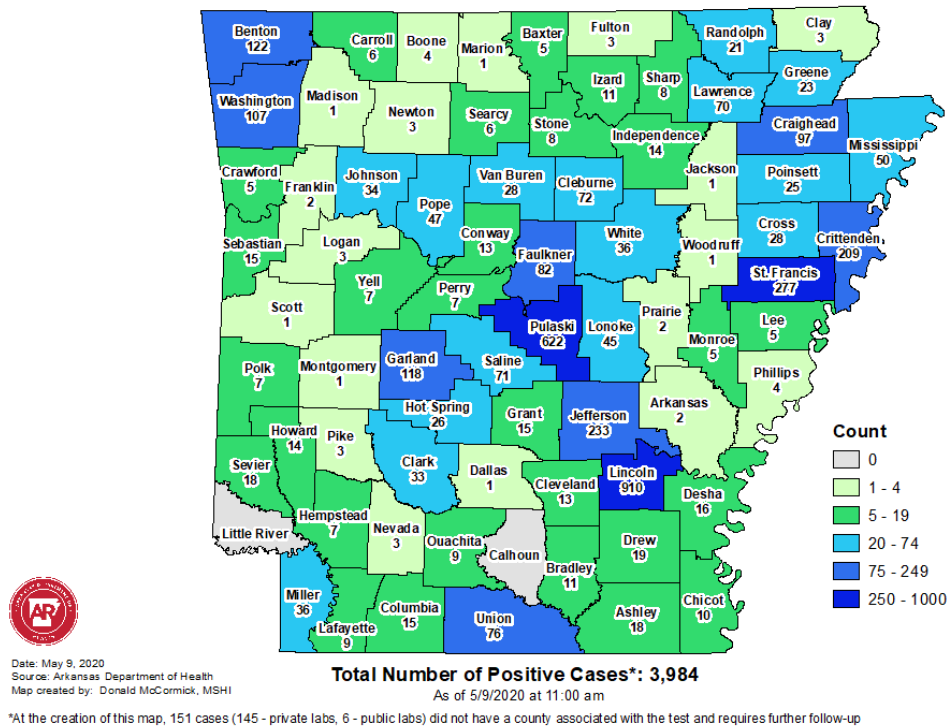 Benton
122
Carroll
6
Boone
4
Marion
1
Baxter
5
Fulton
3
Randolph
21
Clay
3
Washington
107
Madison
1
Newton
3
Searcy
6
Stone
8
Izard
11
Sharp
8
Lawrence
70
Greene
23
Independence
14
Craighead
97
Mississippi
50
Crawford
5
Franklin
2
Johnson
34
Pope
47
Van Buren
28
Cleburne
72
Jackson
1
Poinsett
25
Sebastian
15
Logan
3
Conway
13
Faulkner
82
White
36
Woodruff
1
Cross
28
Crittenden
209
St. Francis
277
Scott
1
Yell
7
Perry
7
Pulaski
622
Lonoke
45
Prairie
2
Monroe
5
Lee
5
Phillips
4
Polk
7
Montgomery
1
Garland
118
Saline
71
Hot Spring
26
Grant
15
Jefferson
233
Arkansas
2
Howard
14
Pike
3
Clark
33
Dallas
1
Cleveland
13
Lincoln
910
Desha
16
Sevier
18
Little River
Hempstead
7
Nevada
3
Ouachita
9
Calhoun
Bradley
11
Drew
19
Miller
36
Lafayette
9
Columbia
15
Union
76
Ashley
18
Chicot
10
Count
0
1 - 4
5 - 19
20 - 74
75 - 249
250 - 1000
AR
Date: May 9, 2020
Source: Arkansas Department of Health
Map created by: Donald McCormick, MSHI
Total Number of Positive Cases*: 3,984
As of 5/9/2020 at 11:00 am
*At the creation of this map, 151 cases (145 - private labs, 6 - public labs) did not have a county associated with the test and requires further follow-up